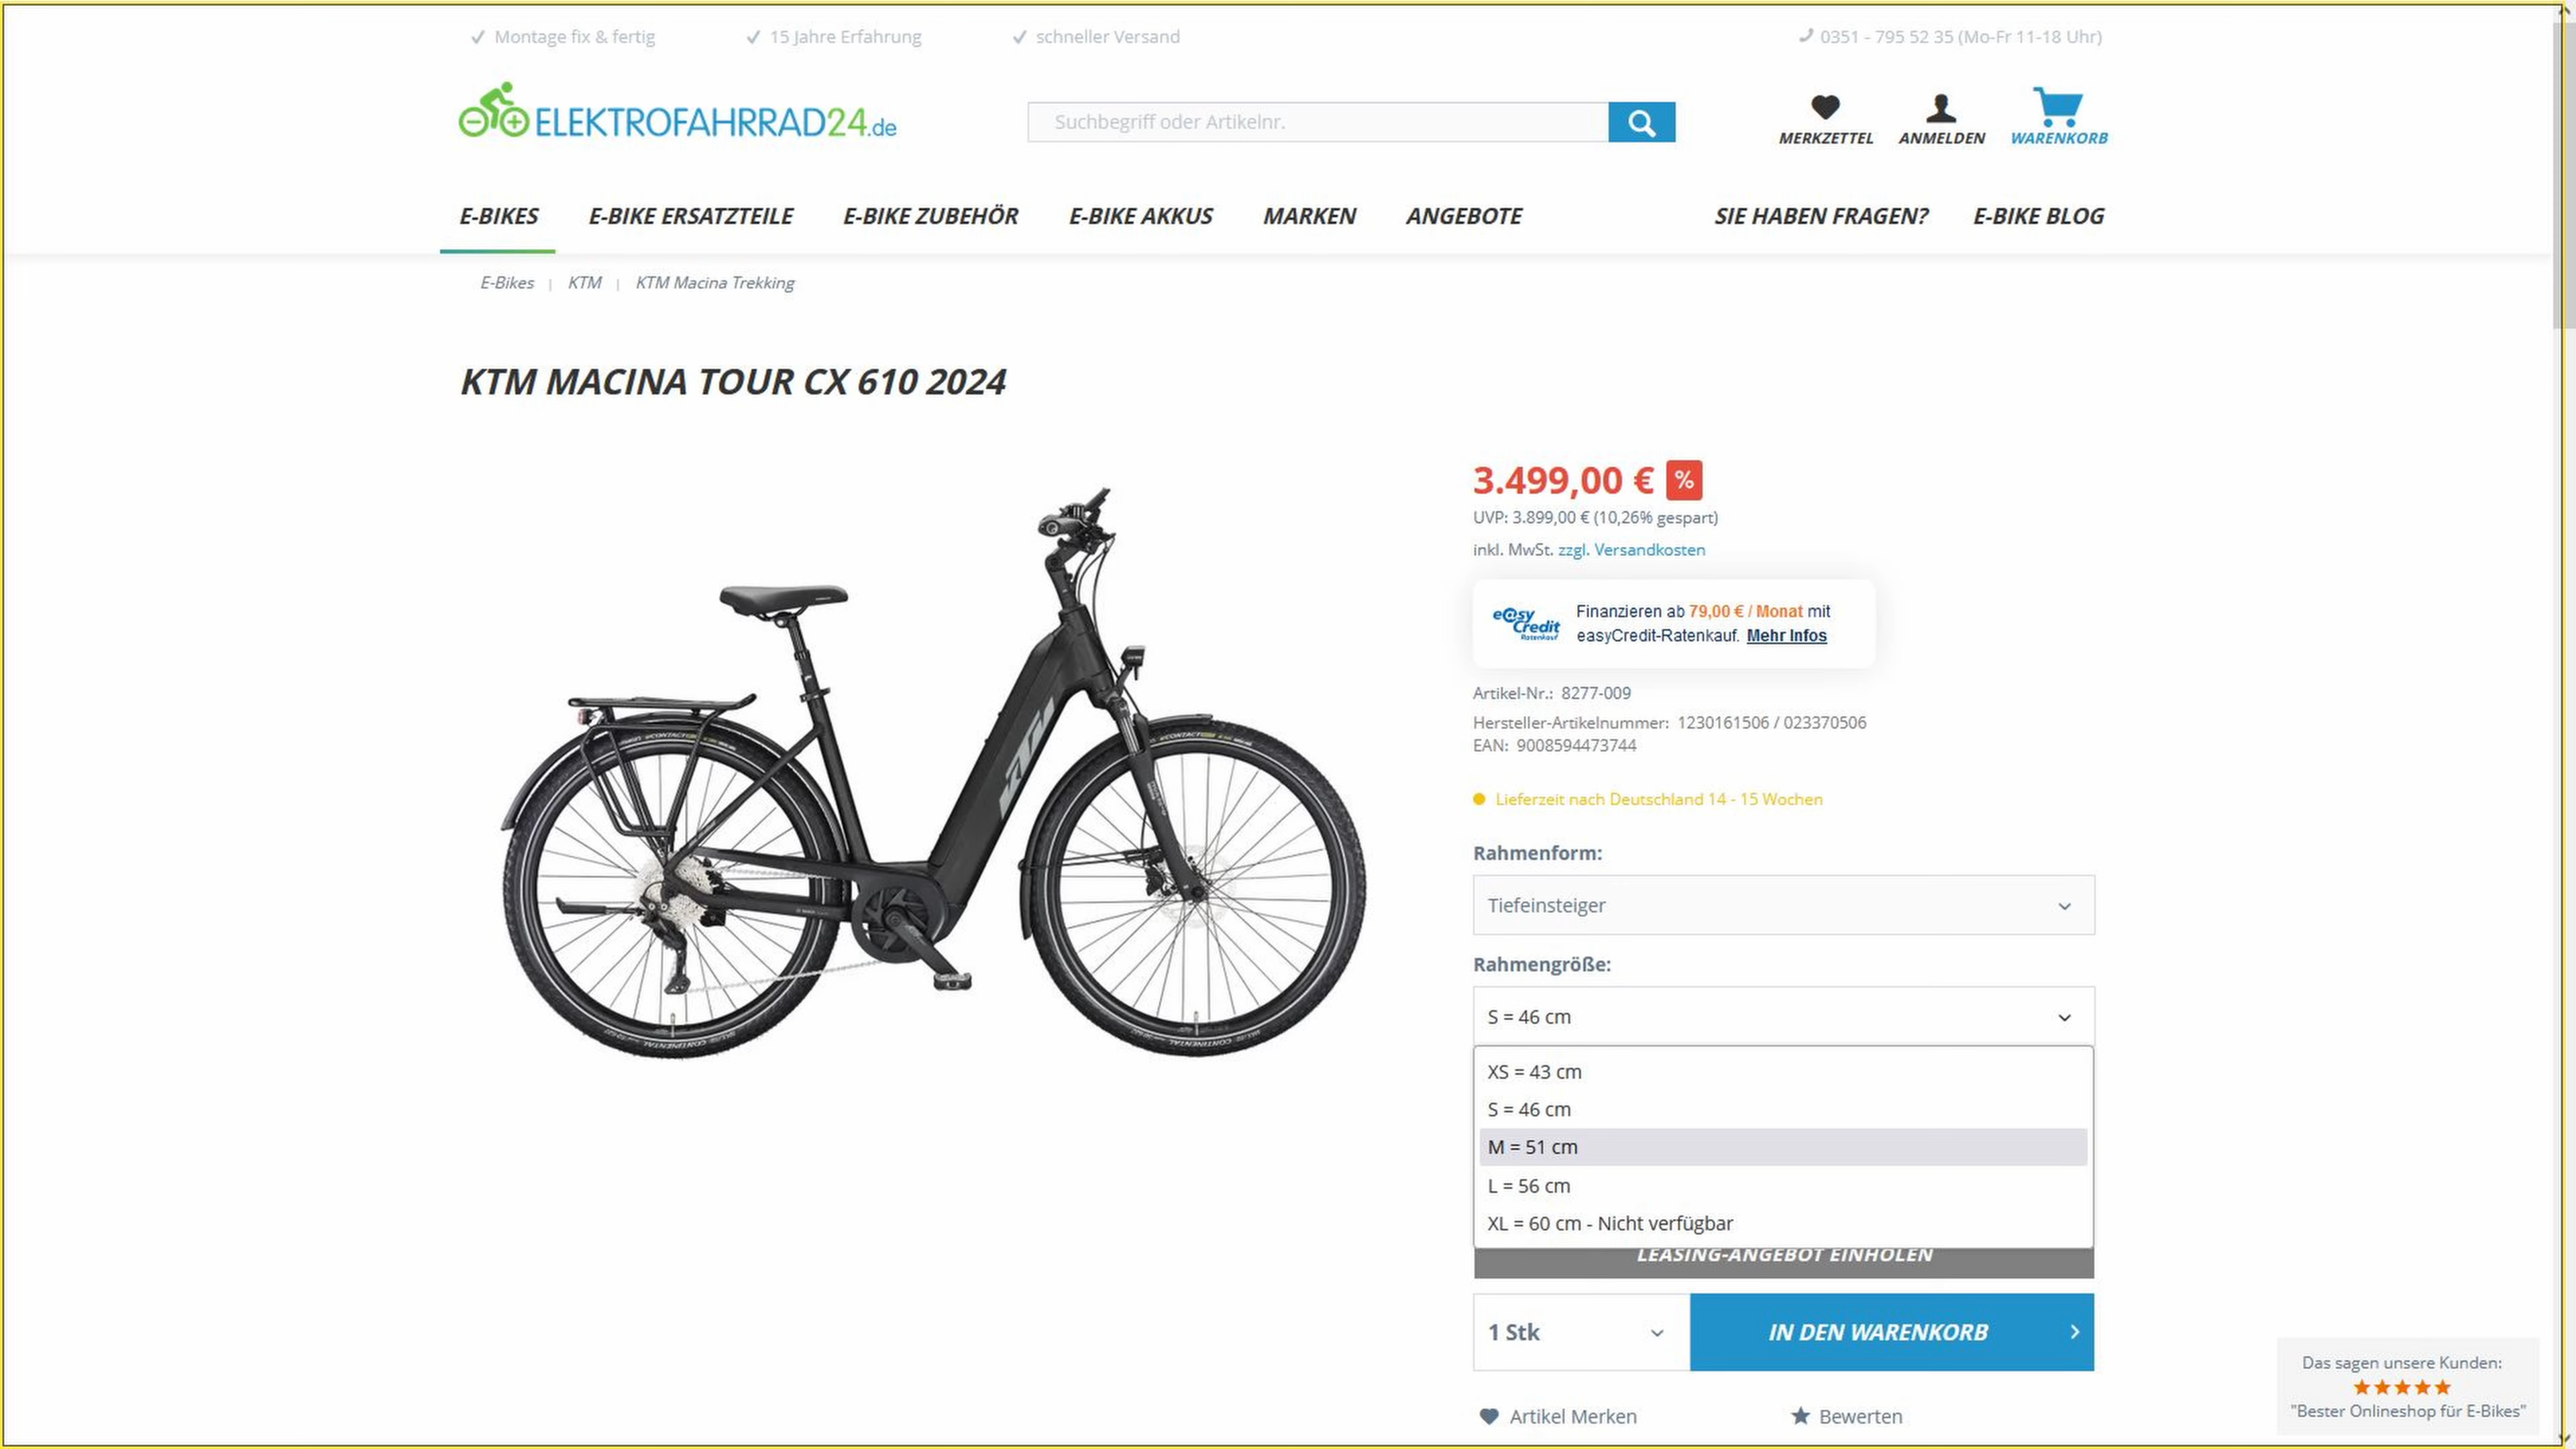 Montage fix & fertig
15 Jahre Erfahrung
schneller Versand
0351 - 795 52 35 (Mo-Fr 11-18 Uhr)
ELEKTROFAHRRAD24.de
Suchbegriff oder Artikelnr.
MERKZETTEL
ANMELDEN
WARENKORB
E-BIKES
E-BIKE ERSATZTEILE
E-BIKE ZUBEHÖR
E-BIKE AKKUS
MARKEN
ANGEBOTE
SIE HABEN FRAGEN?
E-BIKE BLOG
E-Bikes | KTM | KTM Macina Trekking
KTM MACINA TOUR CX 610 2024
KTM
3.499,00 € %
UVP: 3.899,00 € (10,26% gespart)
inkl. MwSt. zzgl. Versandkosten
easy Credit Ratenkauf
Finanzieren ab 79,00 € / Monat mit
easyCredit-Ratenkauf. Mehr Infos
Artikel-Nr.: 8277-009
Hersteller-Artikelnummer: 1230161506 / 023370506
EAN: 9008594473744
Lieferzeit nach Deutschland 14 - 15 Wochen
Rahmenform:
Tiefeinsteiger
Rahmengröße:
S = 46 cm
XS = 43 cm
S = 46 cm
M = 51 cm
L = 56 cm
XL = 60 cm - Nicht verfügbar
LEASING-ANGEBOT EINHOLEN
1 Stk
IN DEN WARENKORB
Artikel Merken
Bewerten
Das sagen unsere Kunden:
"Bester Onlineshop für E-Bikes"